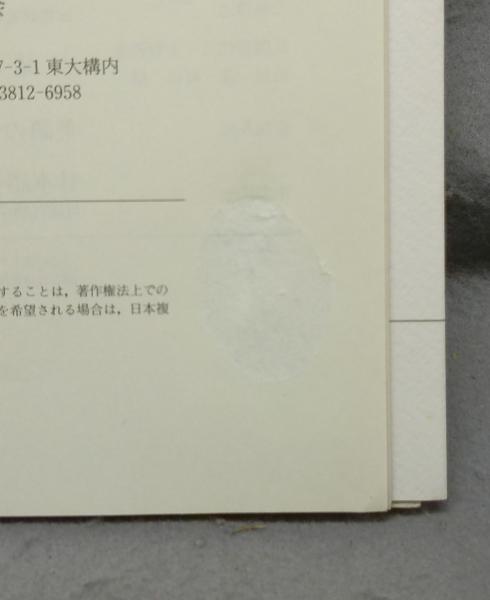 7-3-1 東大構内
3812-6958
することは，著作権法上での
を希望される場合は，日本複